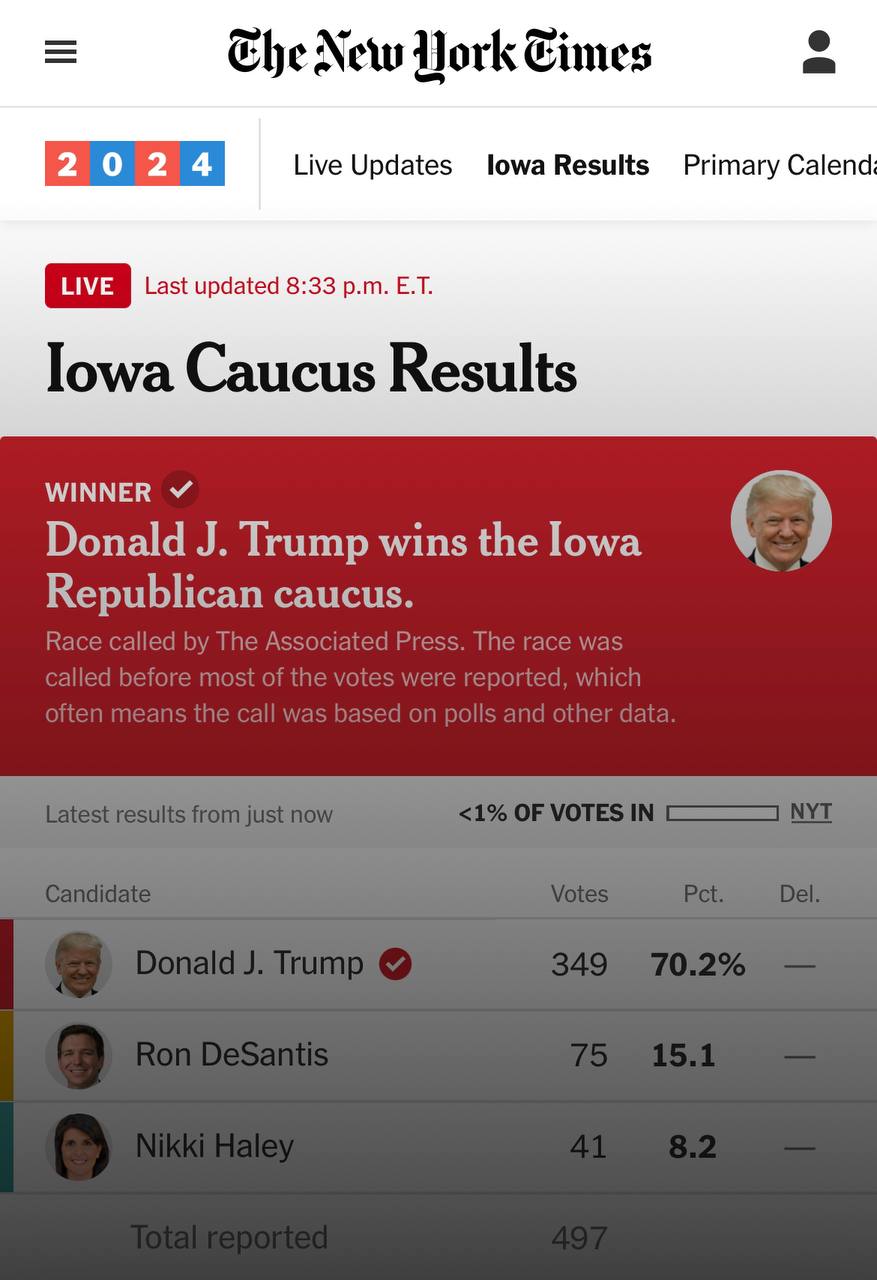 The New York Times
2024
Live Updates Iowa Results Primary Calenda
LIVE Last updated 8:33 p.m. E.T.
Iowa Caucus Results
WINNER
Donald J. Trump wins the Iowa
Republican caucus.
Race called by The Associated Press. The race was
called before most of the votes were reported, which
often means the call was based on polls and other data.
Latest results from just now <1% OF VOTES IN NYT
Candidate Votes Pct. Del.
Donald J. Trump 349 70.2% —
Ron DeSantis 75 15.1 —
Nikki Haley 41 8.2 —
Total reported 497